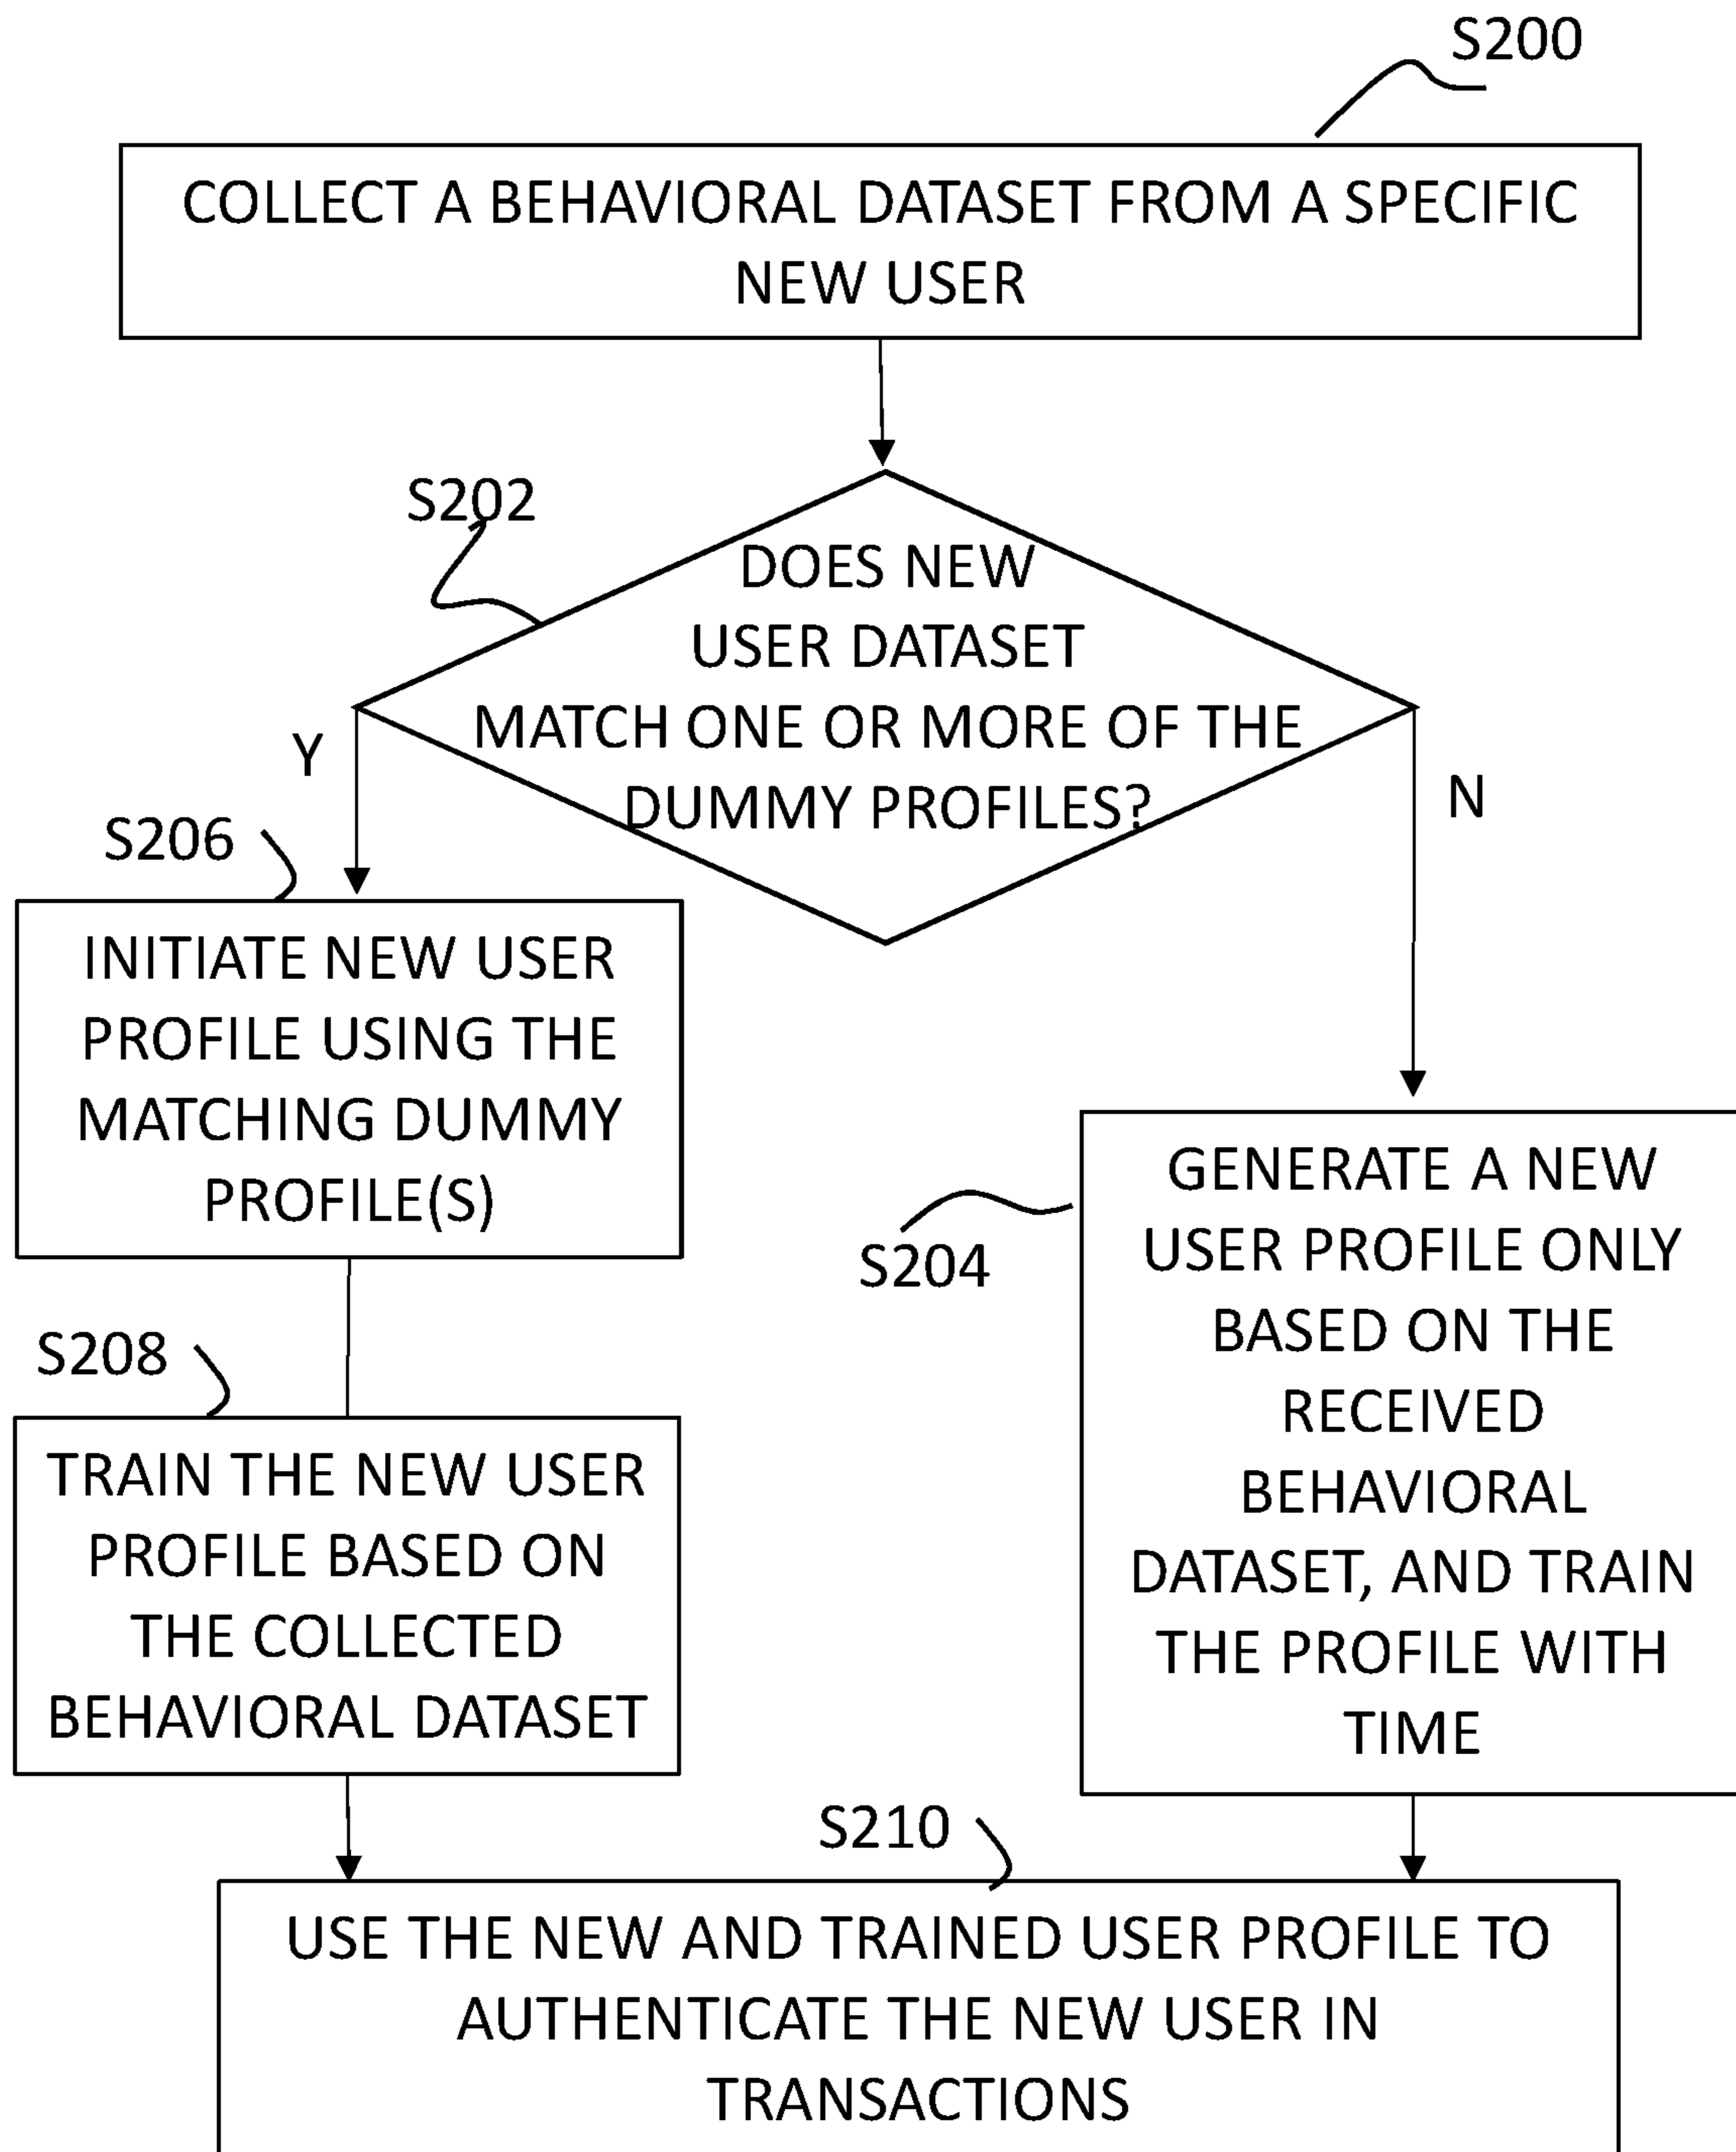 S200
COLLECT A BEHAVIORAL DATASET FROM A SPECIFIC
NEW USER
S202
DOES NEW
USER DATASET
MATCH ONE OR MORE OF THE
DUMMY PROFILES?
Y
N
S206
INITIATE NEW USER
PROFILE USING THE
MATCHING DUMMY
PROFILE(S)
S204
GENERATE A NEW
USER PROFILE ONLY
BASED ON THE
RECEIVED
BEHAVIORAL
DATASET, AND TRAIN
THE PROFILE WITH
TIME
S208
TRAIN THE NEW USER
PROFILE BASED ON
THE COLLECTED
BEHAVIORAL DATASET
S210
USE THE NEW AND TRAINED USER PROFILE TO
AUTHENTICATE THE NEW USER IN
TRANSACTIONS